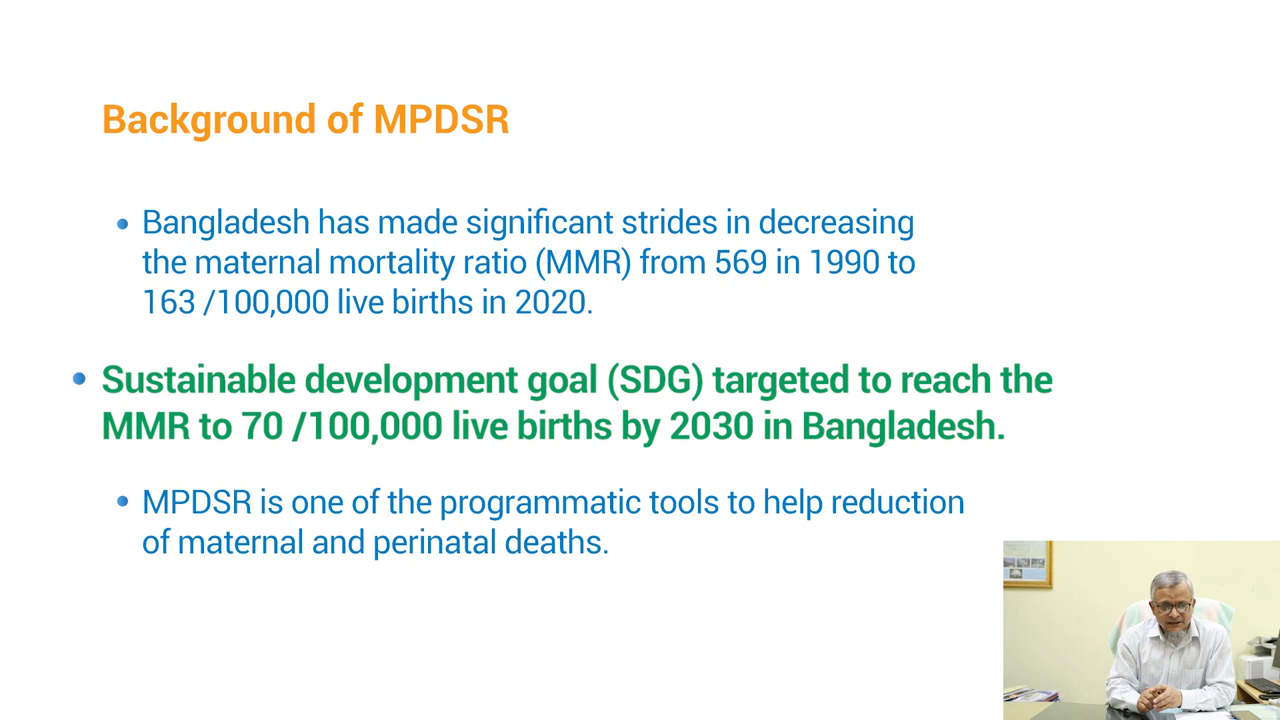 Background of MPDSR
• Bangladesh has made significant strides in decreasing
the maternal mortality ratio (MMR) from 569 in 1990 to
163 /100,000 live births in 2020.
• Sustainable development goal (SDG) targeted to reach the
MMR to 70 /100,000 live births by 2030 in Bangladesh.
• MPDSR is one of the programmatic tools to help reduction
of maternal and perinatal deaths.